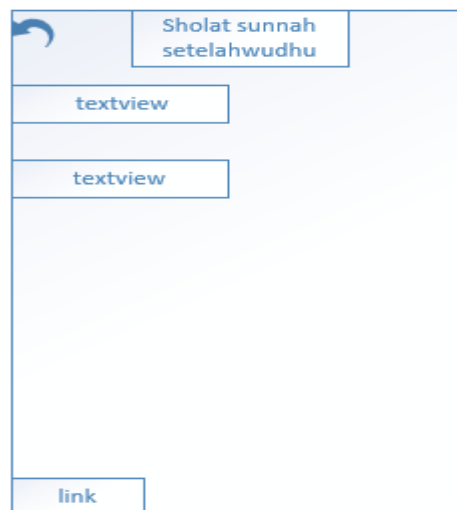 Sholat sunnah
setelahwudhu
textview
textview
link